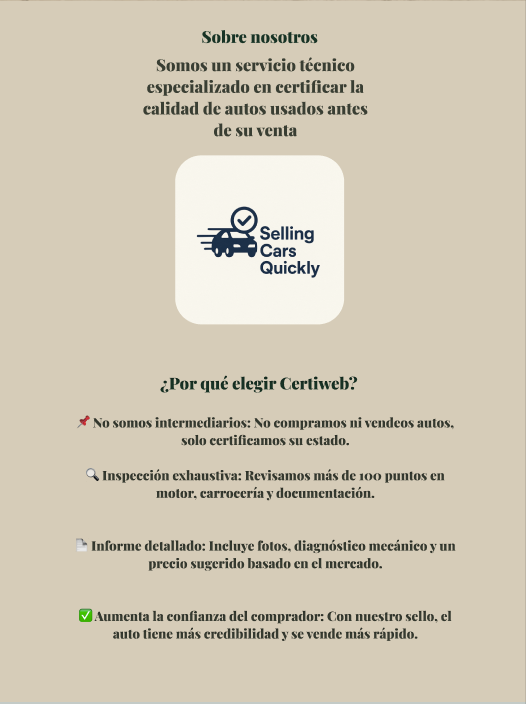 Sobre nosotros
Somos un servicio técnico
especializado en certificar la
calidad de autos usados antes
de su venta
Selling
Cars
Quickly
¿Por qué elegir Certiweb?
📌 No somos intermediarios: No compramos ni vendeos autos,
solo certificamos su estado.
🔍 Inspección exhaustiva: Revisamos más de 100 puntos en
motor, carrocería y documentación.
📄 Informe detallado: Incluye fotos, diagnóstico mecánico y un
precio sugerido basado en el mercado.
✅ Aumenta la confianza del comprador: Con nuestro sello, el
auto tiene más credibilidad y se vende más rápido.